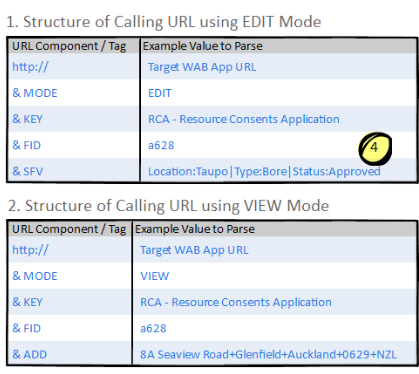 1. Structure of Calling URL using EDIT Mode
URL Component / Tag Example Value to Parse
http:// Target WAB App URL
& MODE EDIT
& KEY RCA - Resource Consents Application
& FID a628
4
& SFV Location:Taupo|Type:Bore|Status:Approved
2. Structure of Calling URL using VIEW Mode
URL Component / Tag Example Value to Parse
http:// Target WAB App URL
& MODE VIEW
& KEY RCA - Resource Consents Application
& FID a628
& ADD 8A Seaview Road+Glenfield+Auckland+0629+NZL